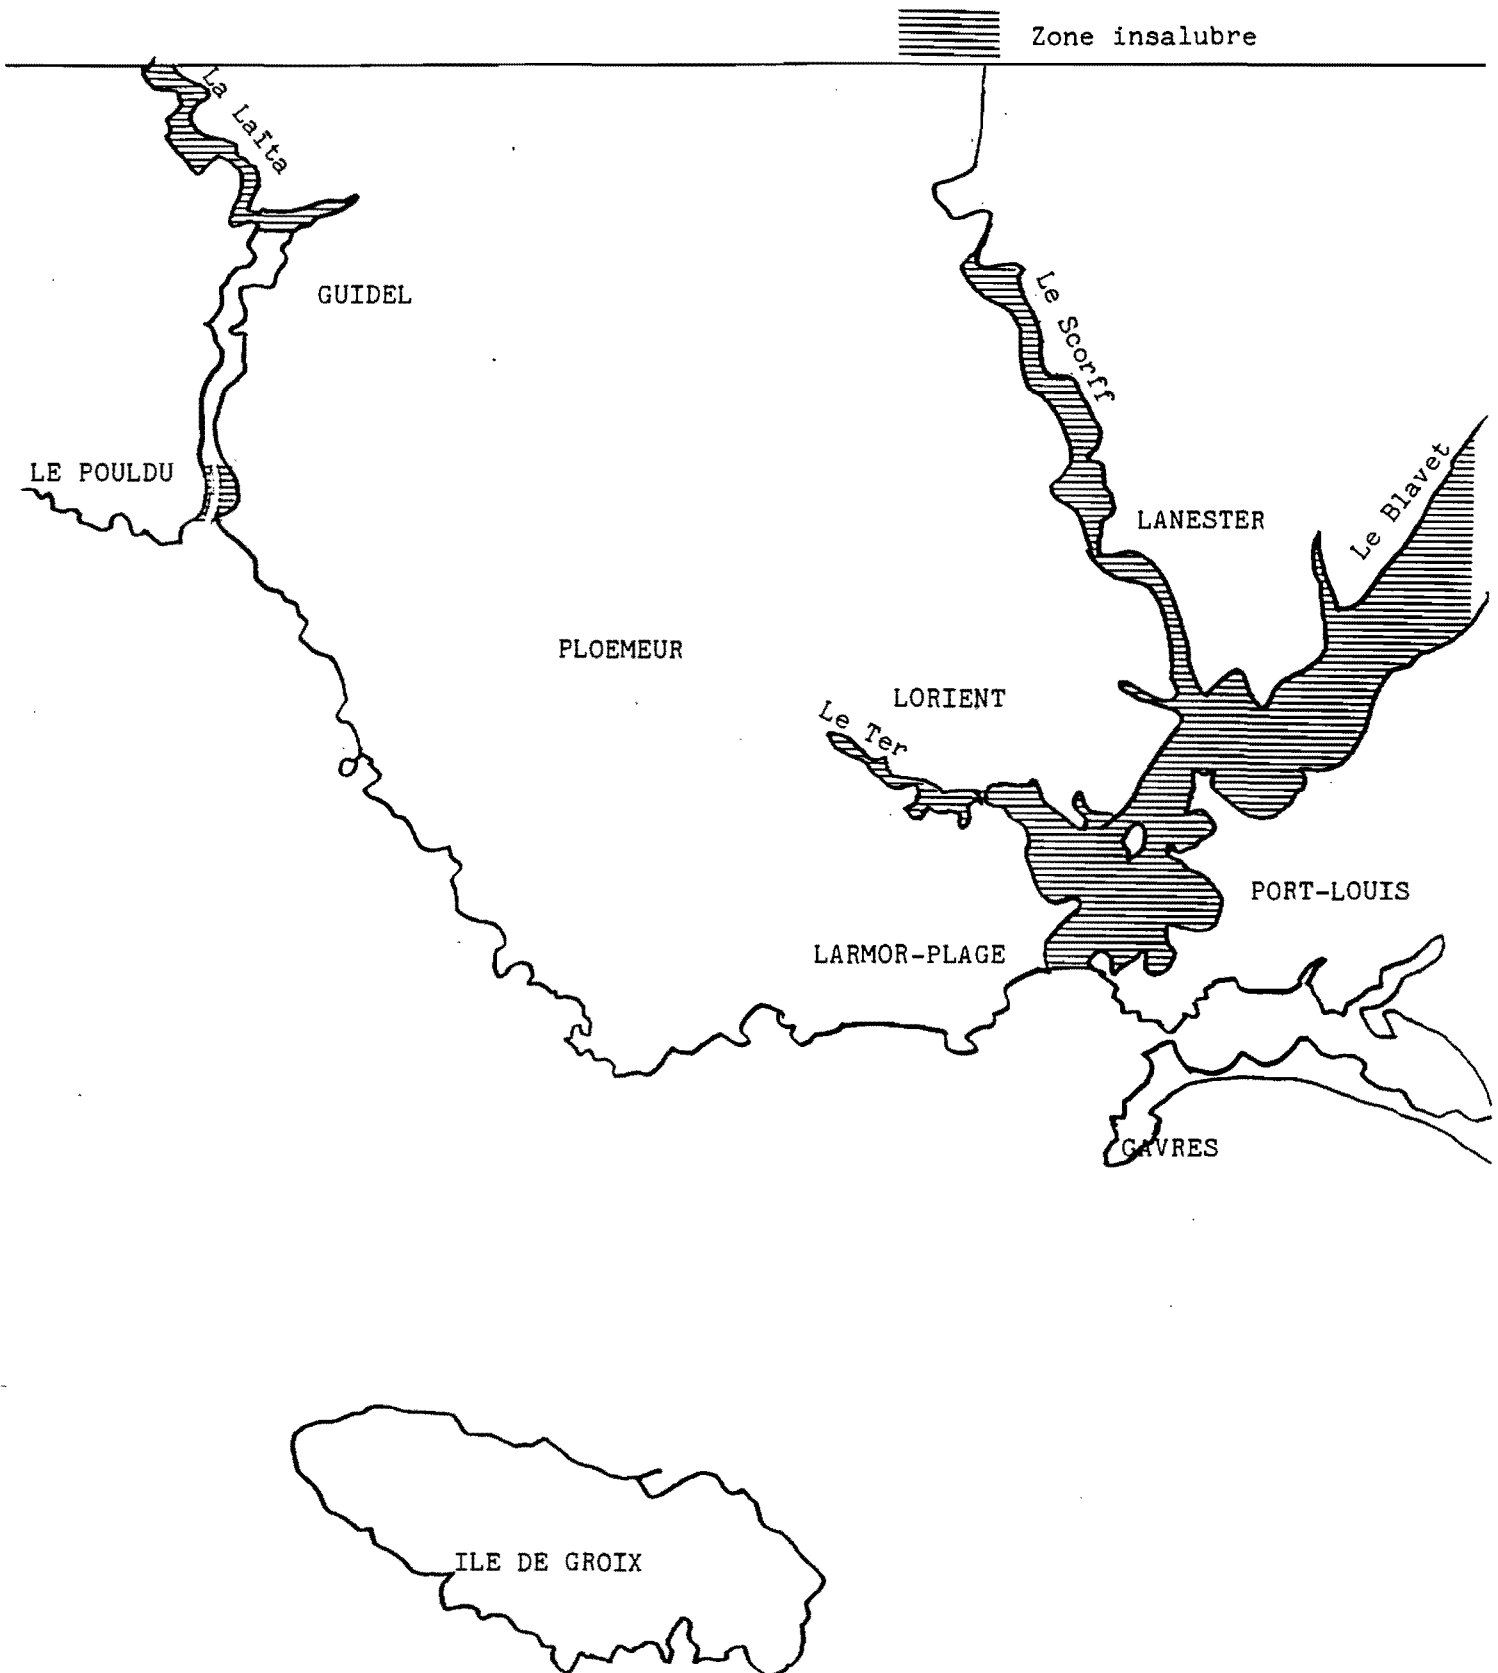 Zone insalubre
La Laïta
GUIDEL
Le Scorff
LE POULDU
Le Blavet
LANESTER
PLOEMEUR
LORIENT
Le Ter
PORT-LOUIS
LARMOR-PLAGE
GAVRES
ILE DE GROIX